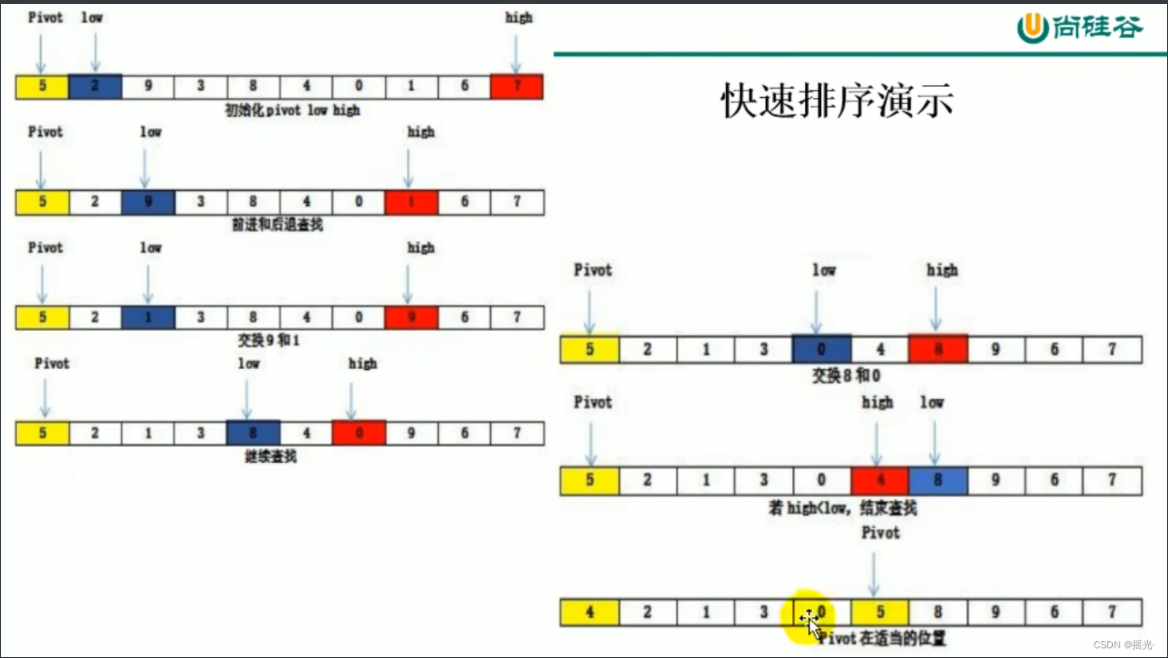 Pivot low high
5 2 9 3 8 4 0 1 6 7
初始化pivot low high
Pivot low high
5 2 9 3 8 4 0 1 6 7
前进和后退查找
Pivot low high
5 2 1 3 8 4 0 9 6 7
交换9和1
Pivot low high
5 2 1 3 8 4 0 9 6 7
继续查找
尚硅谷
快速排序演示
Pivot low high
5 2 1 3 0 4 8 9 6 7
交换8和0
Pivot high low
5 2 1 3 0 4 8 9 6 7
若high<low，结束查找
Pivot
4 2 1 3 0 5 8 9 6 7
Pivot在适当的位置
CSDN @摇光·